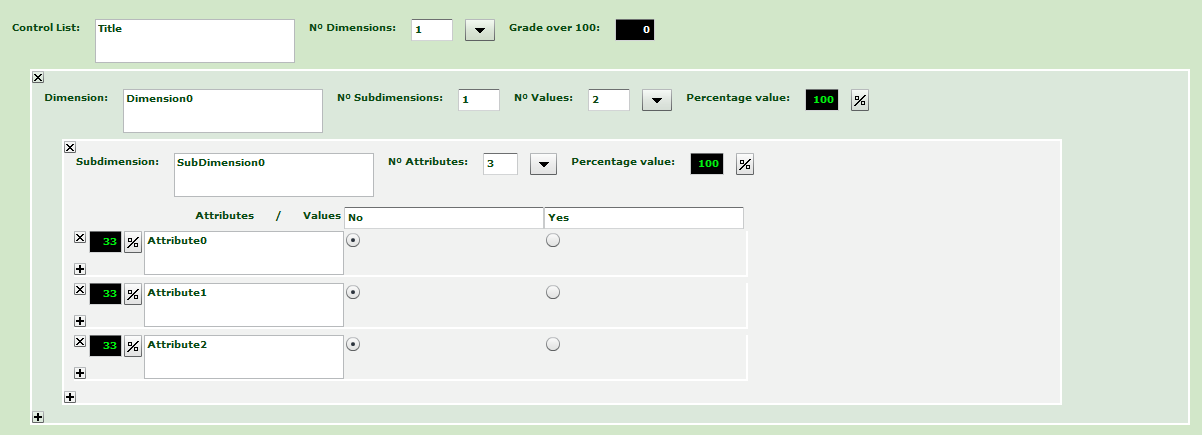 Control List: Title Nº Dimensions: 1 Grade over 100: 0
Dimension: Dimension0 Nº Subdimensions: 1 Nº Values: 2 Percentage value: 100 %
Subdimension: SubDimension0 Nº Attributes: 3 Percentage value: 100 %
Attributes / Values No Yes
33 % Attribute0
33 % Attribute1
33 % Attribute2